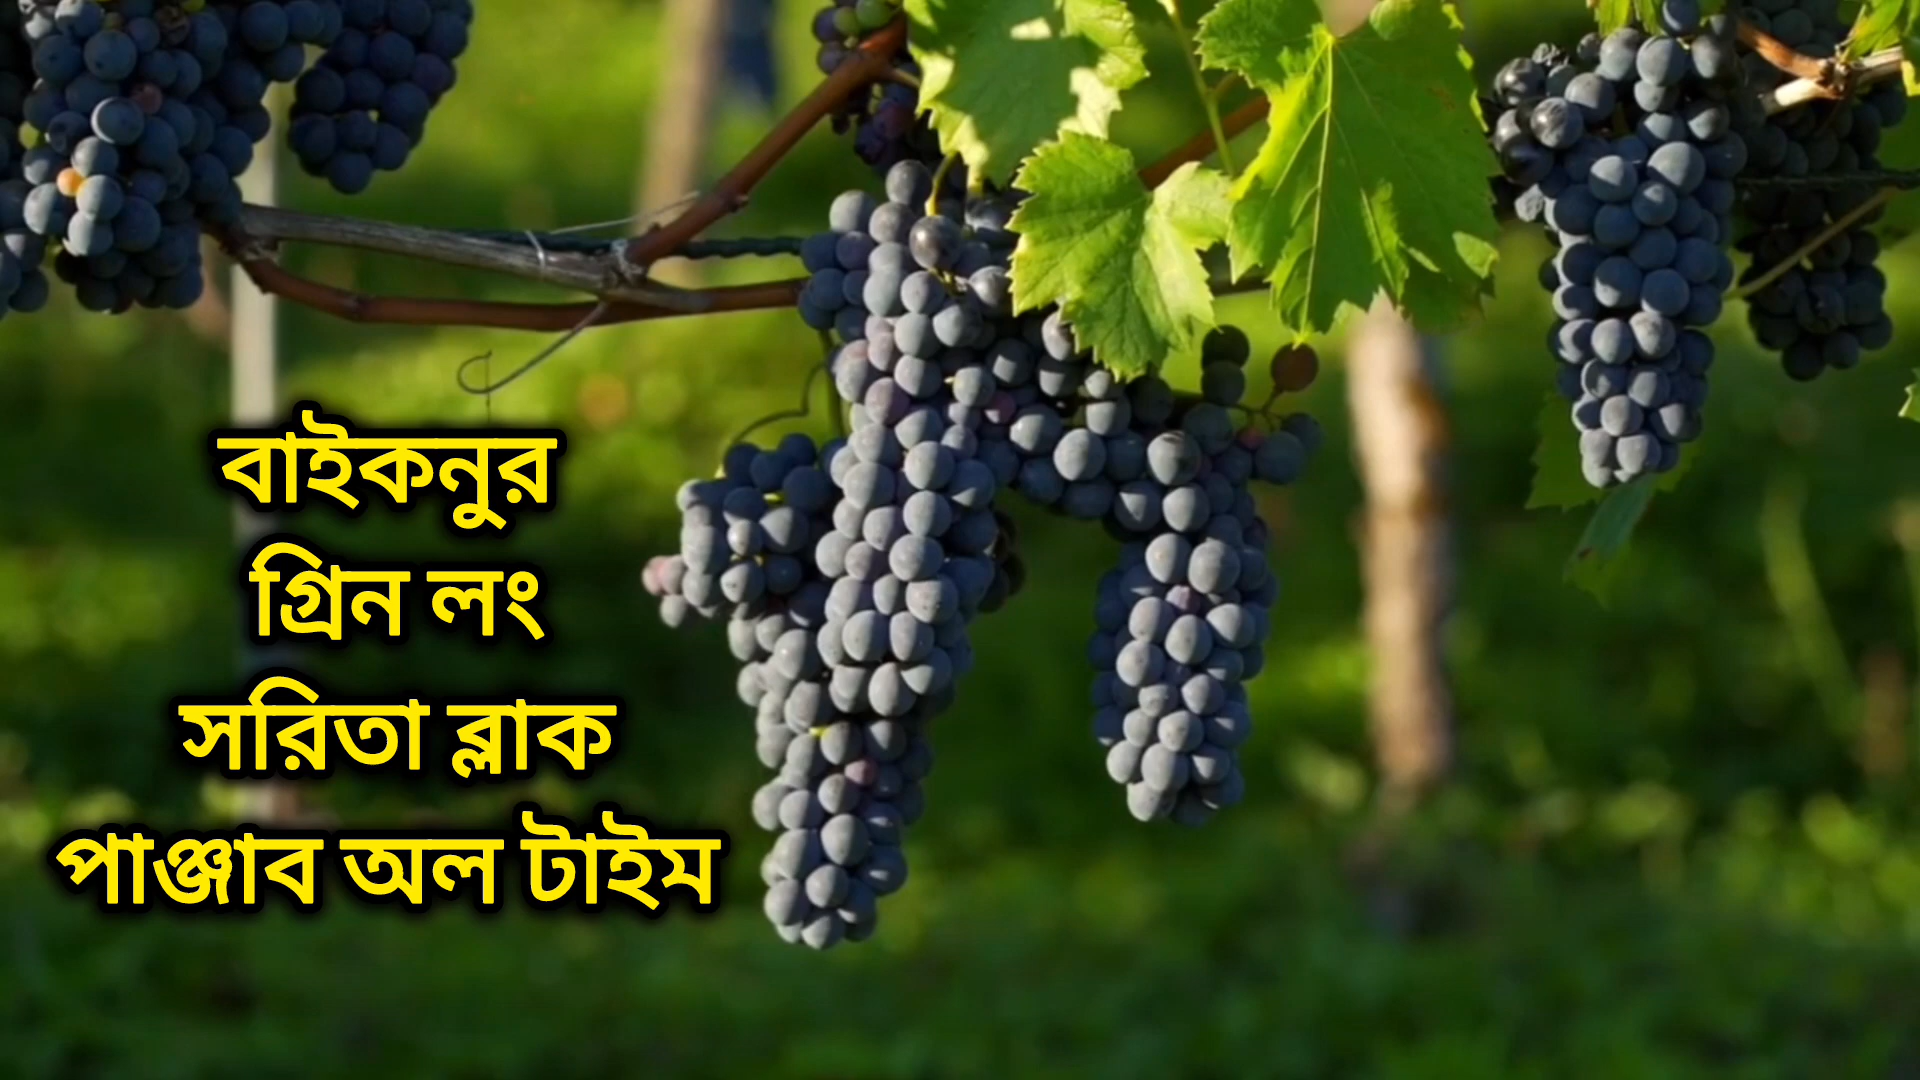 বাইকনুর
গ্রিন লং
সরিতা ব্লাক
পাঞ্জাব অল টাইম